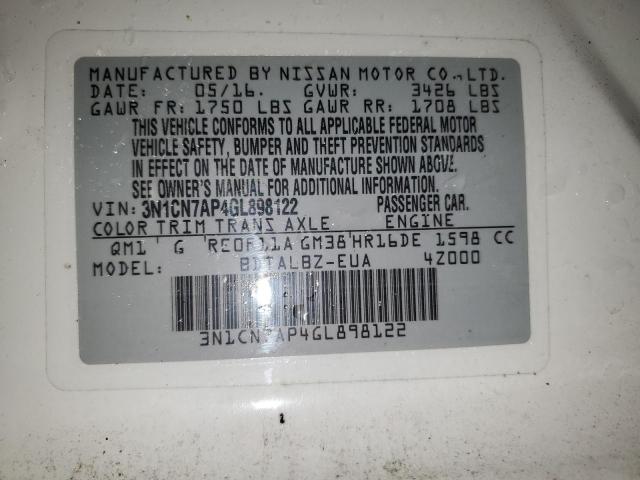 MANUFACTURED BY NISSAN MOTOR CO., LTD.
DATE: 05/16. GVWR: 3426 LBS
GAWR FR: 1750 LBS GAWR RR: 1708 LBS
THIS VEHICLE CONFORMS TO ALL APPLICABLE FEDERAL MOTOR
VEHICLE SAFETY, BUMPER AND THEFT PREVENTION STANDARDS
IN EFFECT ON THE DATE OF MANUFACTURE SHOWN ABOVE.
SEE OWNER'S MANUAL FOR ADDITIONAL INFORMATION.
VIN: 3N1CN7AP4GL898122 PASSENGER CAR.
COLOR TRIM TRANS AXLE ENGINE
QM1 G RE0F11A GM38 HR16DE 1598 CC
MODEL: BDTALBZ-EUA 4Z000
3N1CN7AP4GL898122